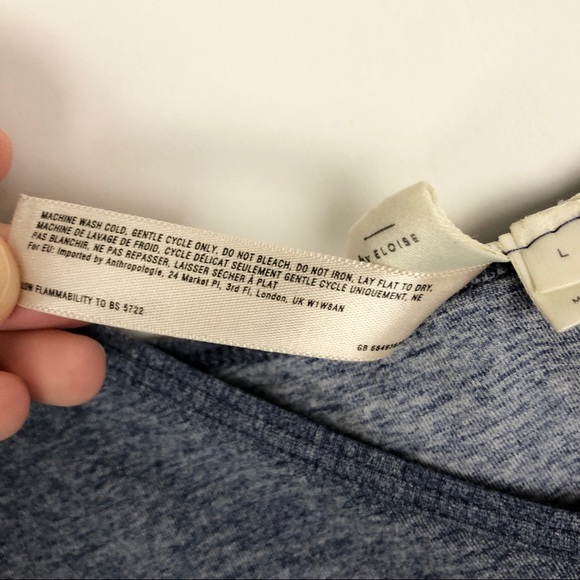 MACHINE WASH COLD, GENTLE CYCLE ONLY. DO NOT BLEACH, DO NOT IRON, LAY FLAT TO DRY.
MACHINE DE LAVAGE DE FROID, CYCLE DÉLICAT SEULEMENT GENTLE CYCLE UNIQUEMENT, NE
PAS BLANCHIR, NE PAS REPASSER, LAISSER SÉCHER À PLAT
For EU: Imported by Anthropologie, 24 Market Pl, 3rd Fl, London, UK W1W8AN
FLAMMABILITY TO BS 5722
GB
ELOISE
L